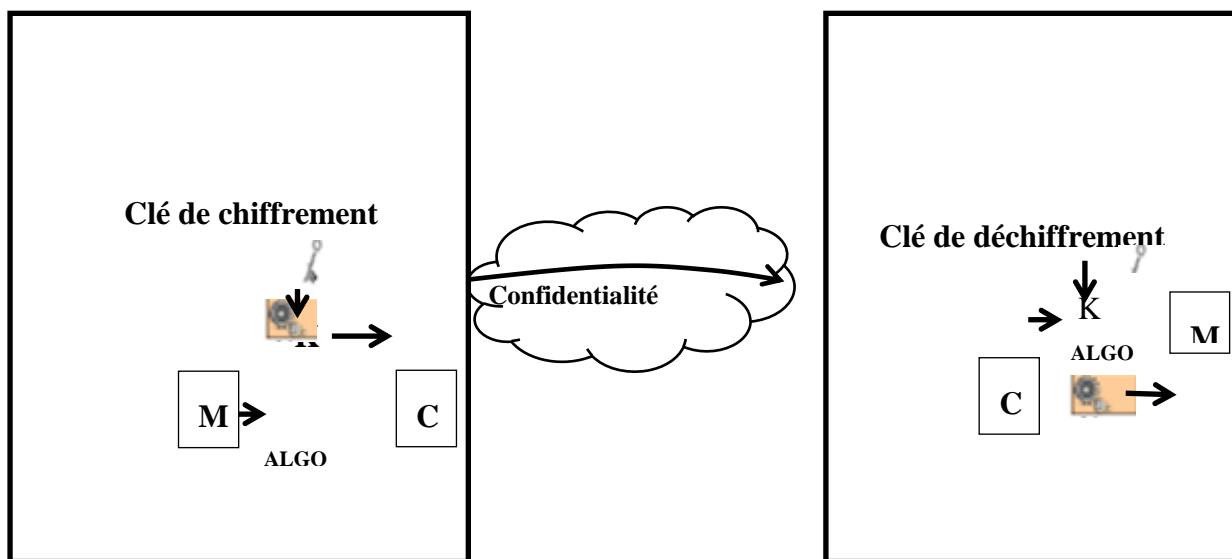 Clé de chiffrement
K
M
C
ALGO
Confidentialité
Clé de déchiffrement
K
M
ALGO
C